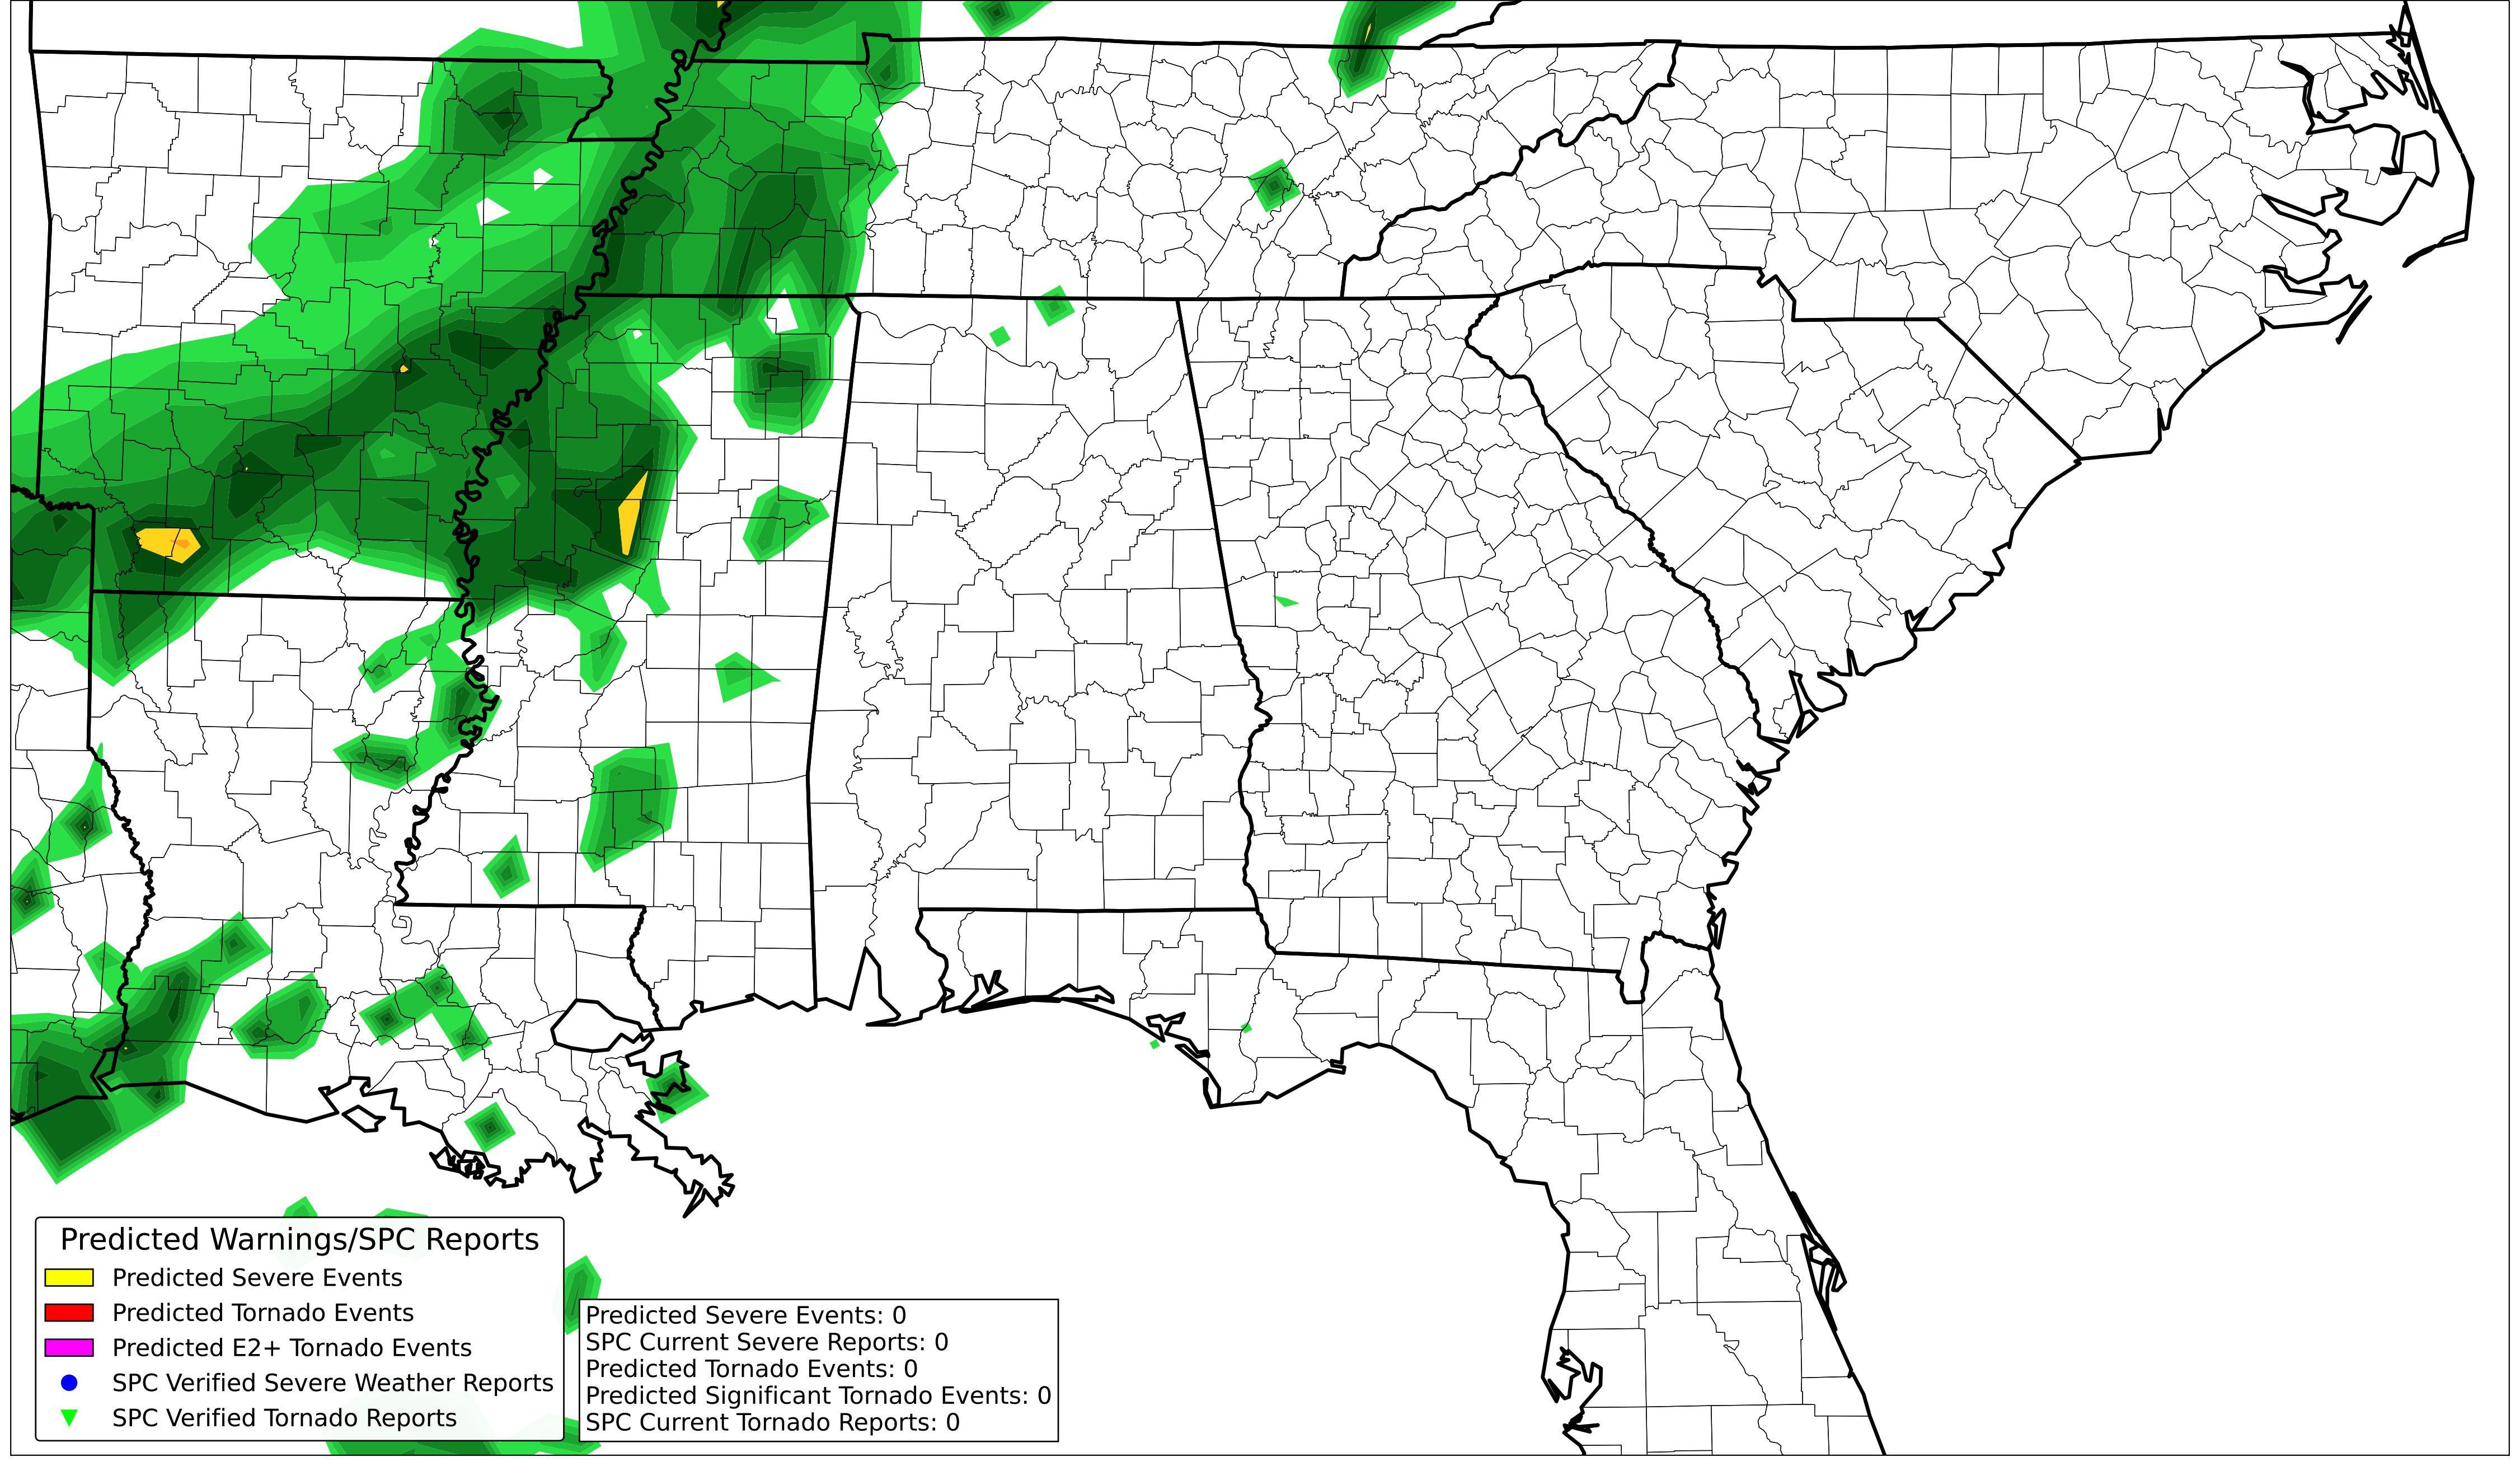 Predicted Warnings/SPC Reports
Predicted Severe Events
Predicted Tornado Events
Predicted E2+ Tornado Events
SPC Verified Severe Weather Reports
SPC Verified Tornado Reports
Predicted Severe Events: 0
SPC Current Severe Reports: 0
Predicted Tornado Events: 0
Predicted Significant Tornado Events: 0
SPC Current Tornado Reports: 0